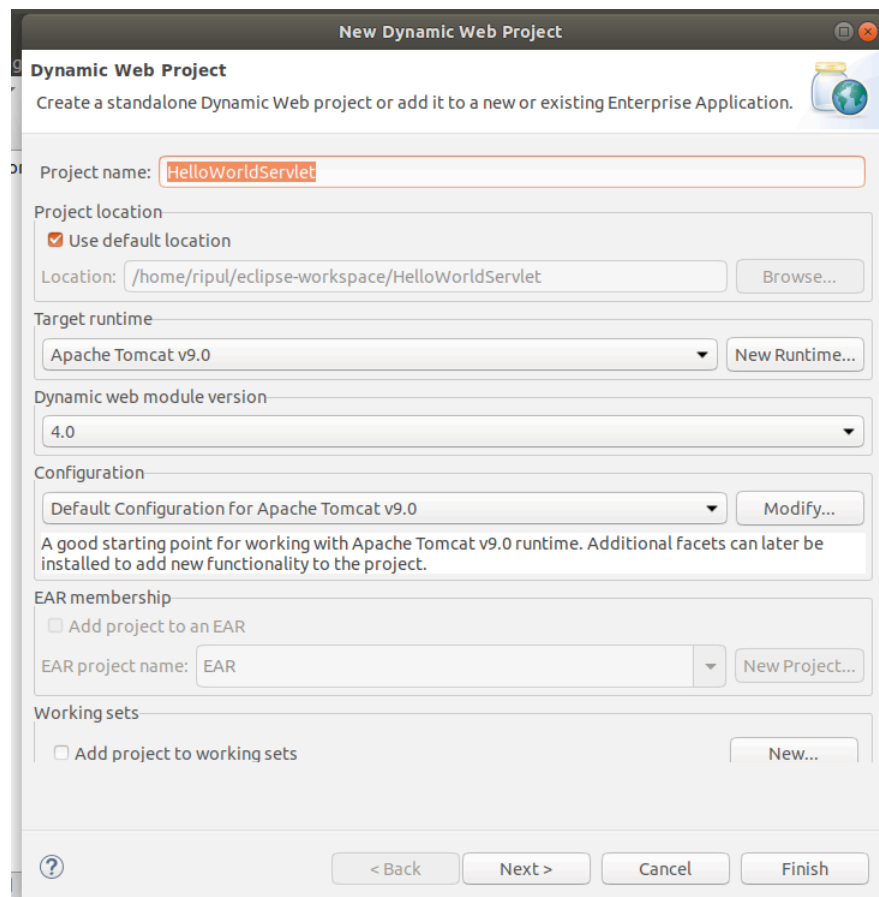 New Dynamic Web Project
Dynamic Web Project
Create a standalone Dynamic Web project or add it to a new or existing Enterprise Application.
Project name: HelloWorldServlet
Project location
Use default location
Location: /home/ripul/eclipse-workspace/HelloWorldServlet Browse...
Target runtime
Apache Tomcat v9.0 New Runtime...
Dynamic web module version
4.0
Configuration
Default Configuration for Apache Tomcat v9.0 Modify...
A good starting point for working with Apache Tomcat v9.0 runtime. Additional facets can later be
installed to add new functionality to the project.
EAR membership
Add project to an EAR
EAR project name: EAR New Project...
Working sets
Add project to working sets New...
? < Back Next > Cancel Finish